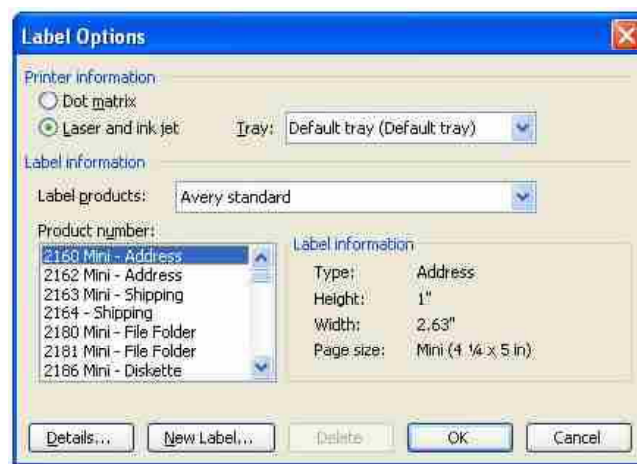 Label Options
Printer information
Dot matrix
Laser and ink jet Tray: Default tray (Default tray)
Label information
Label products: Avery standard
Product number:
2160 Mini - Address
2162 Mini - Address
2163 Mini - Shipping
2164 - Shipping
2180 Mini - File Folder
2181 Mini - File Folder
2186 Mini - Diskette
Label information
Type: Address
Height: 1"
Width: 2.63"
Page size: Mini (4 ¼ x 5 in)
Details... New Label... Delete OK Cancel